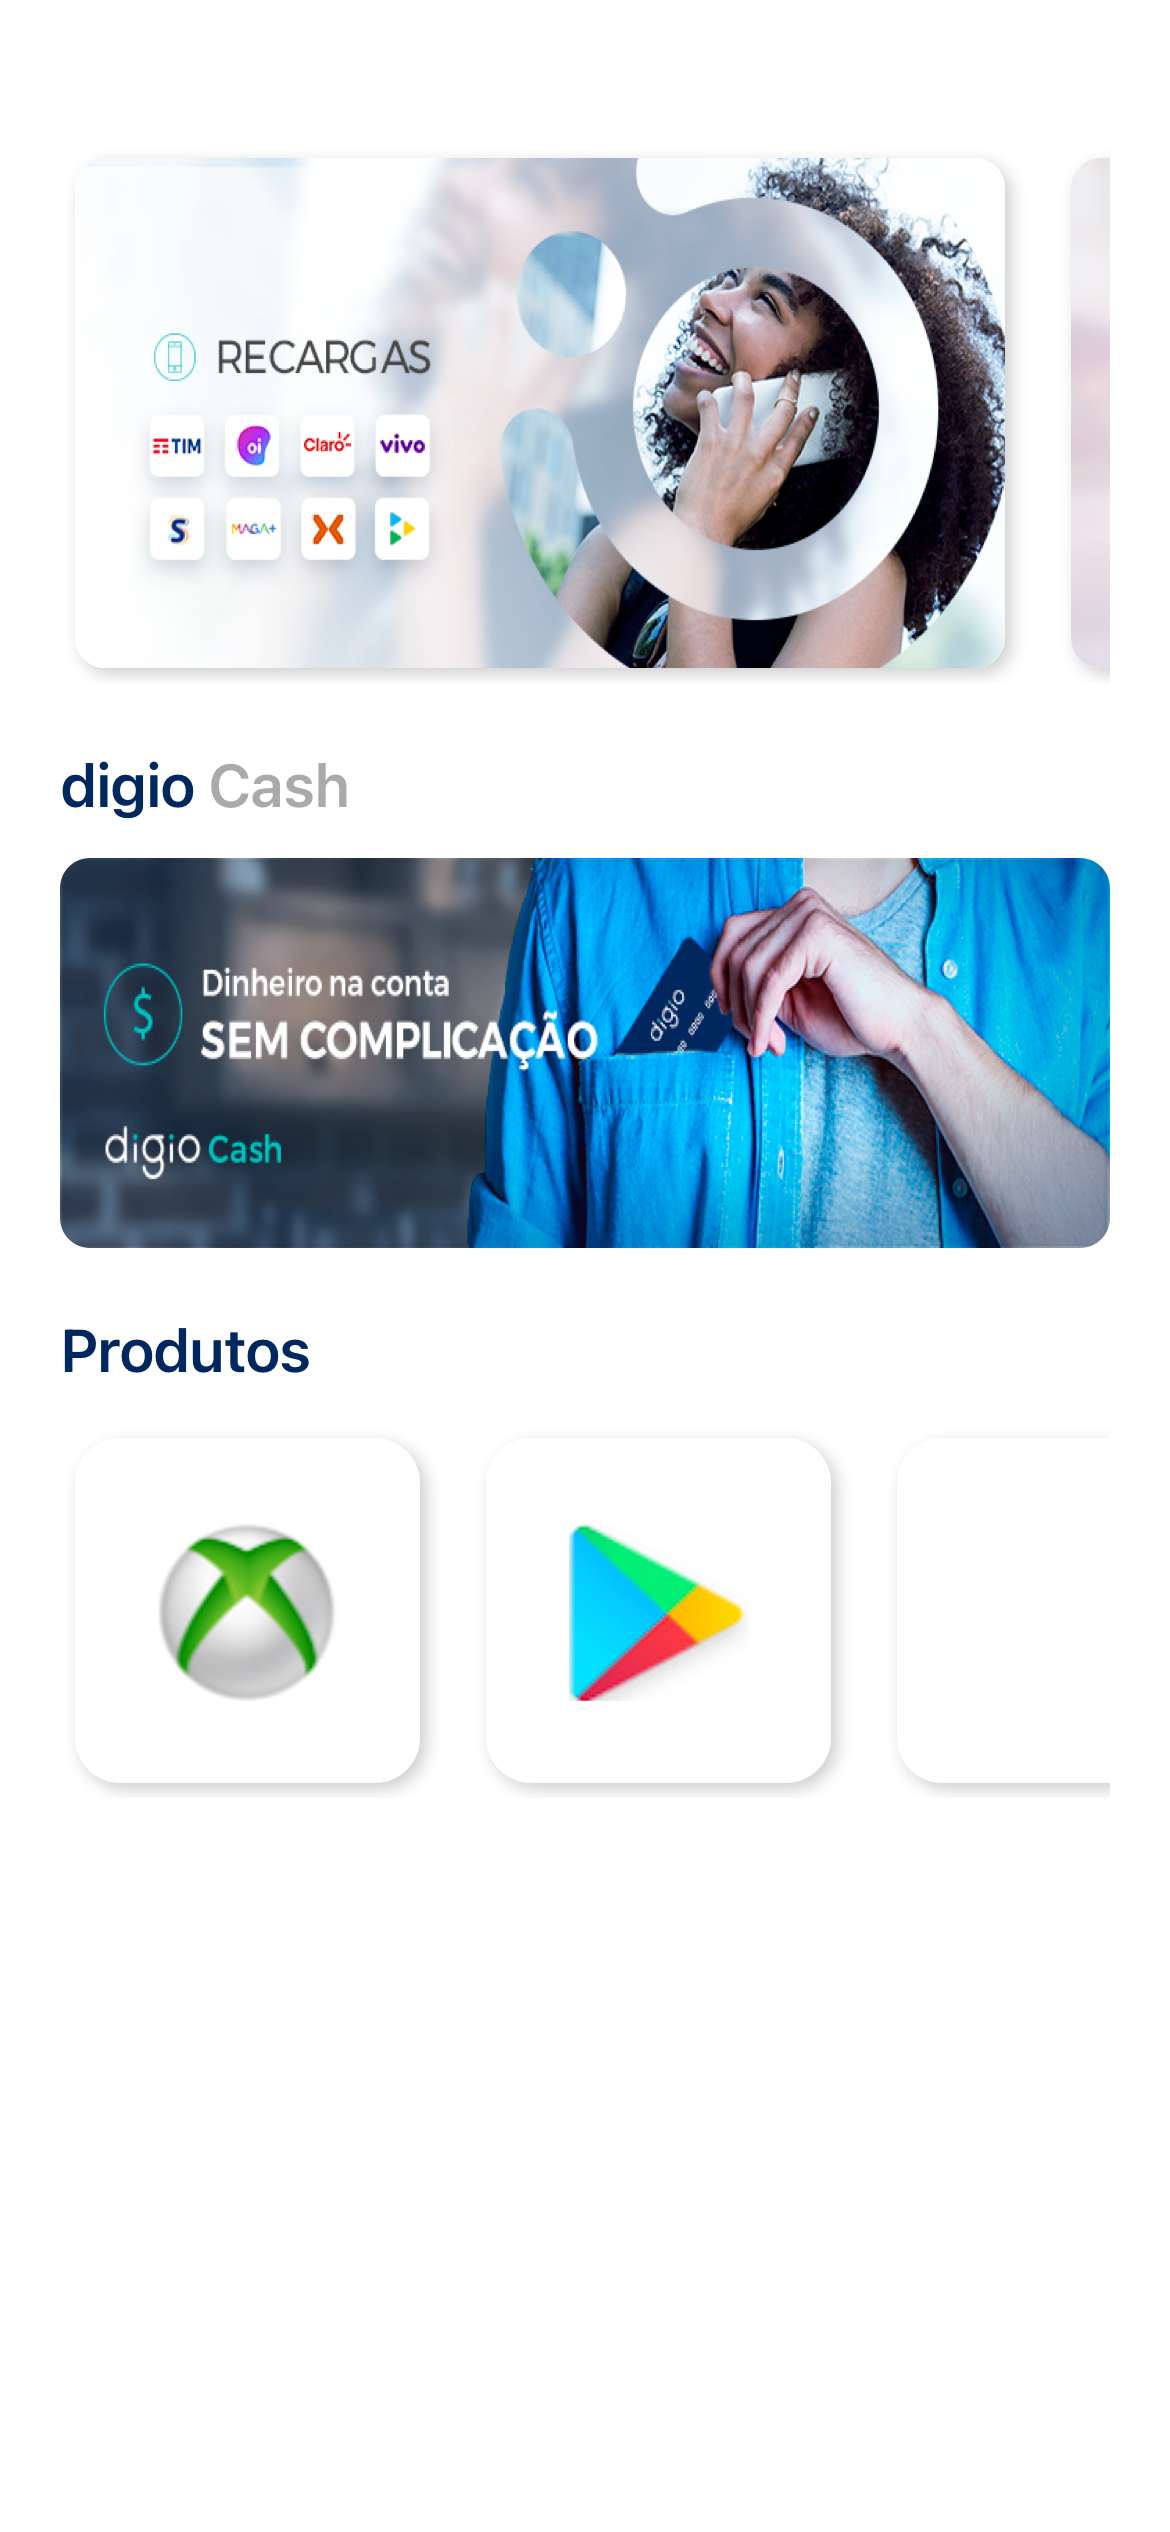 RECARGAS
TIM
oi
Claro
vivo
S
MAGA+
digio Cash
Dinheiro na conta
SEM COMPLICAÇÃO
digio
digio Cash
Produtos